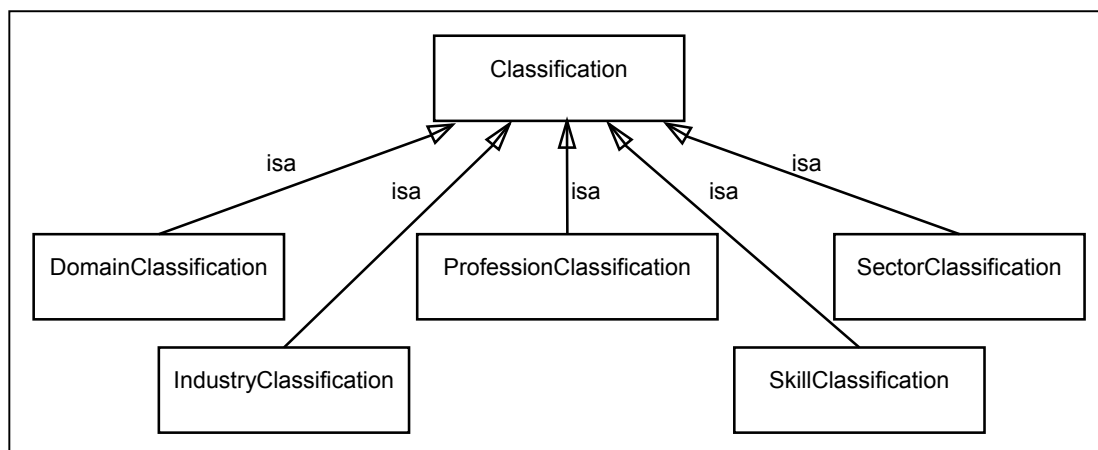 Classification
isa
isa
isa
isa
isa
DomainClassification
ProfessionClassification
SectorClassification
IndustryClassification
SkillClassification